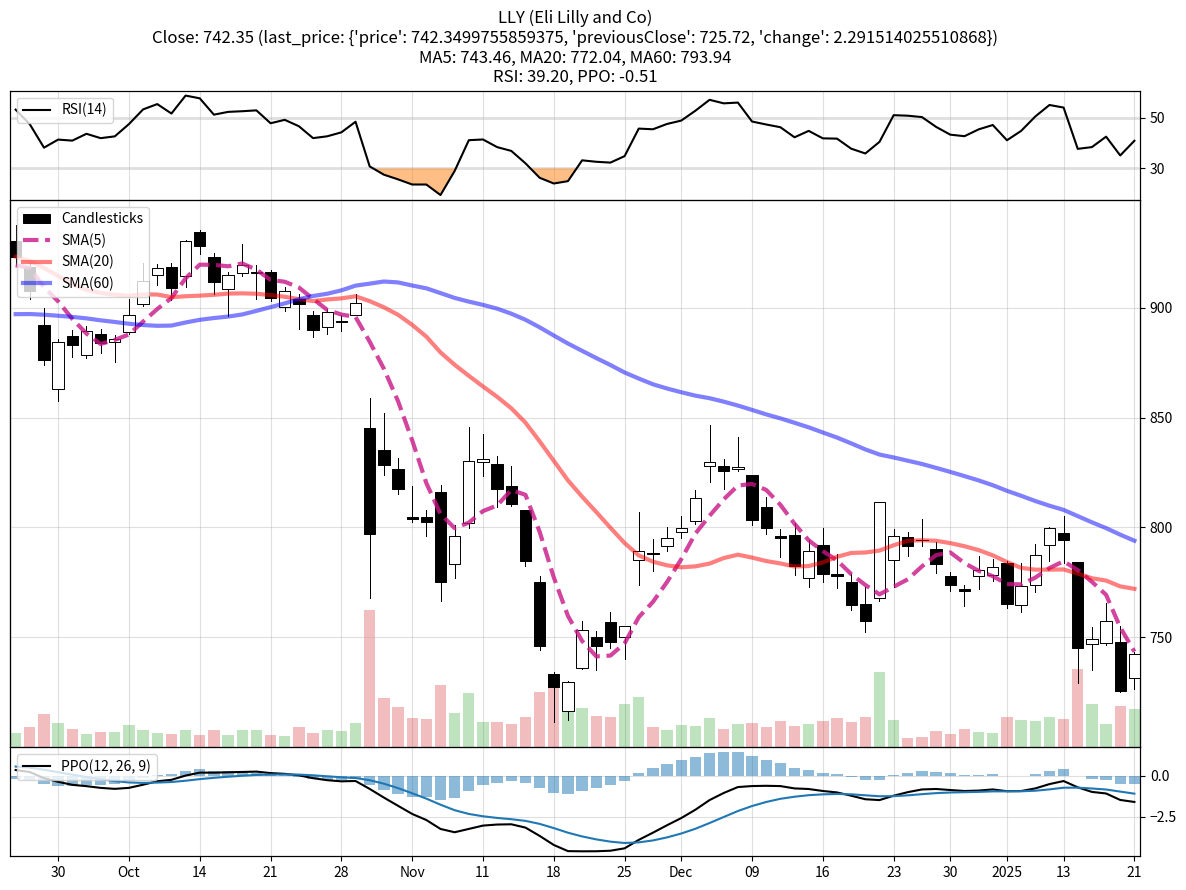 LLY (Eli Lilly and Co)
Close: 742.35 (last_price: {'price': 742.3499755859375, 'previousClose': 725.72, 'change': 2.291514025510868})
MA5: 743.46, MA20: 772.04, MA60: 793.94
RSI: 39.20, PPO: -0.51
RSI(14)
50
30
Candlesticks
SMA(5)
SMA(20)
SMA(60)
900
850
800
750
PPO(12, 26, 9)
0.0
−2.5
30 Oct 14 21 28 Nov 11 18 25 Dec 09 16 23 30 2025 13 21